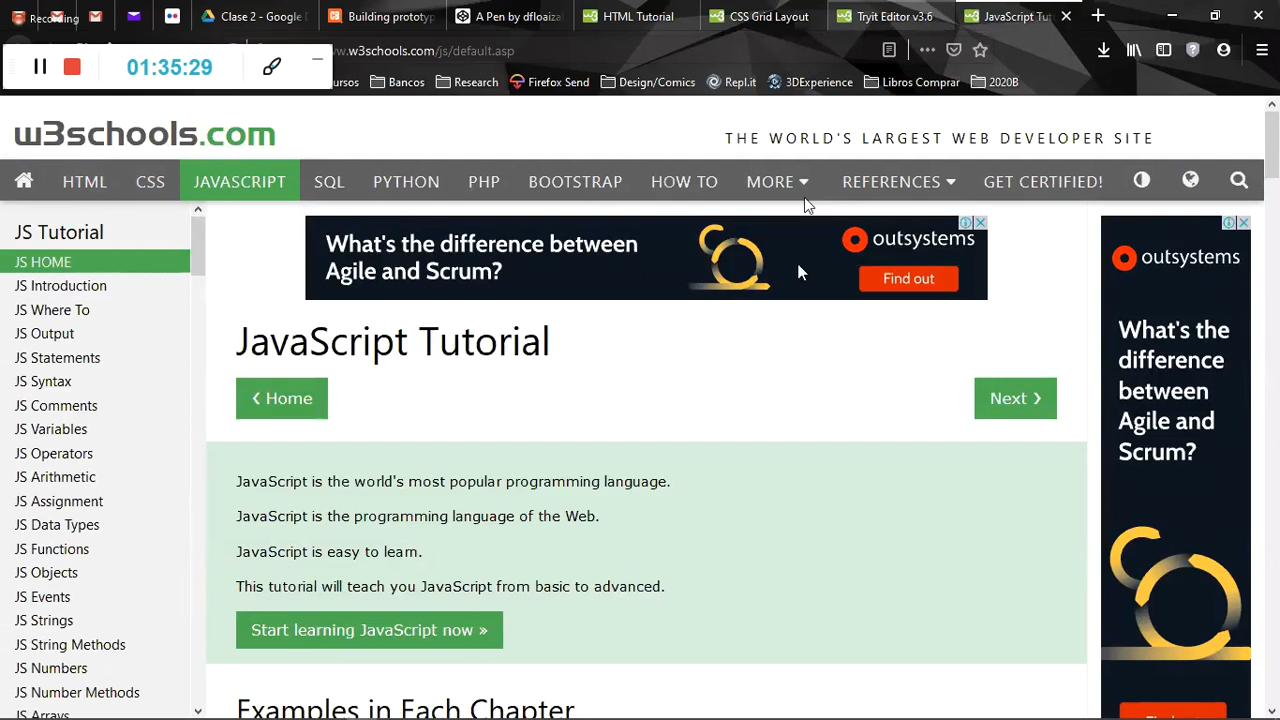 Clase 2 - Google
Building prototyp
A Pen by dfloaiza
HTML Tutorial
CSS Grid Layout
Tryit Editor v3.6
JavaScript Tut
01:35:29
w3schools.com/js/default.asp
ursos
Bancos
Research
Firefox Send
Design/Comics
Repl.it
3DExperience
Libros Comprar
2020B
w3schools.com
THE WORLD'S LARGEST WEB DEVELOPER SITE
HTML CSS JAVASCRIPT SQL PYTHON PHP BOOTSTRAP HOW TO MORE REFERENCES GET CERTIFIED!
JS Tutorial
JS HOME
JS Introduction
JS Where To
JS Output
JS Statements
JS Syntax
JS Comments
JS Variables
JS Operators
JS Arithmetic
JS Assignment
JS Data Types
JS Functions
JS Objects
JS Events
JS Strings
JS String Methods
JS Numbers
JS Number Methods
JS Arrays
What's the difference between
Agile and Scrum?
outsystems
Find out
JavaScript Tutorial
❮ Home
Next ❯
JavaScript is the world's most popular programming language.
JavaScript is the programming language of the Web.
JavaScript is easy to learn.
This tutorial will teach you JavaScript from basic to advanced.
Start learning JavaScript now »
Examples in Each Chapter
outsystems
What's the
difference
between
Agile and
Scrum?